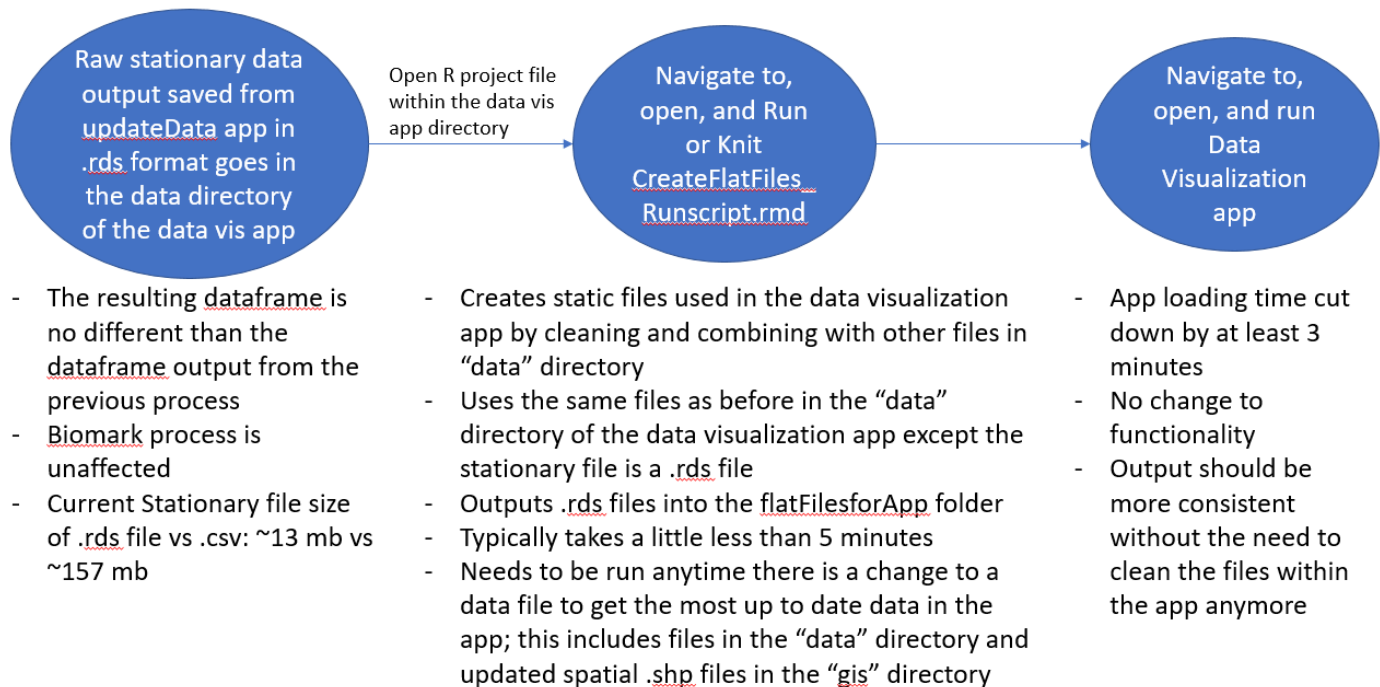 Raw stationary data
output saved from
updateData app in
.rds format goes in
the data directory
of the data vis app
Open R project file
within the data vis
app directory
Navigate to,
open, and Run
or Knit
CreateFlatFiles_
Runscript.rmd
Navigate to,
open, and run
Data
Visualization
app
- The resulting dataframe is
no different than the
dataframe output from the
previous process
- Biomark process is
unaffected
- Current Stationary file size
of .rds file vs .csv: ~13 mb vs
~157 mb
- Creates static files used in the data visualization
app by cleaning and combining with other files in
“data” directory
- Uses the same files as before in the “data”
directory of the data visualization app except the
stationary file is a .rds file
- Outputs .rds files into the flatFilesforApp folder
- Typically takes a little less than 5 minutes
- Needs to be run anytime there is a change to a
data file to get the most up to date data in the
app; this includes files in the “data” directory and
updated spatial .shp files in the “gis” directory
- App loading time cut
down by at least 3
minutes
- No change to
functionality
- Output should be
more consistent
without the need to
clean the files within
the app anymore